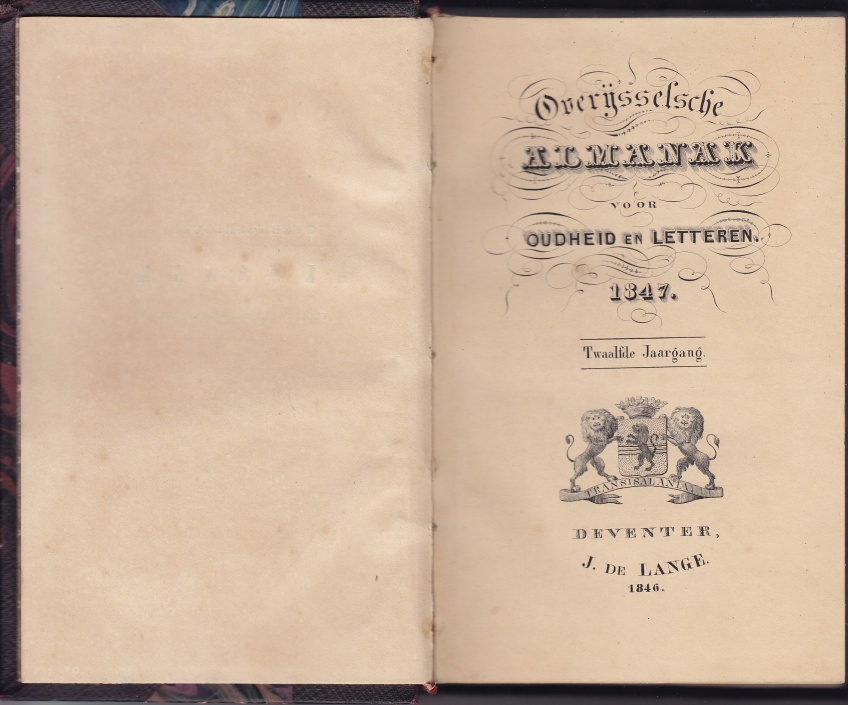 Overijsselsche
ALMANAK
VOOR
OUDHEID EN LETTEREN.
1847.
Twaalfde Jaargang.
TRANSISALANIA.
DEVENTER,
J. DE LANGE.
1846.